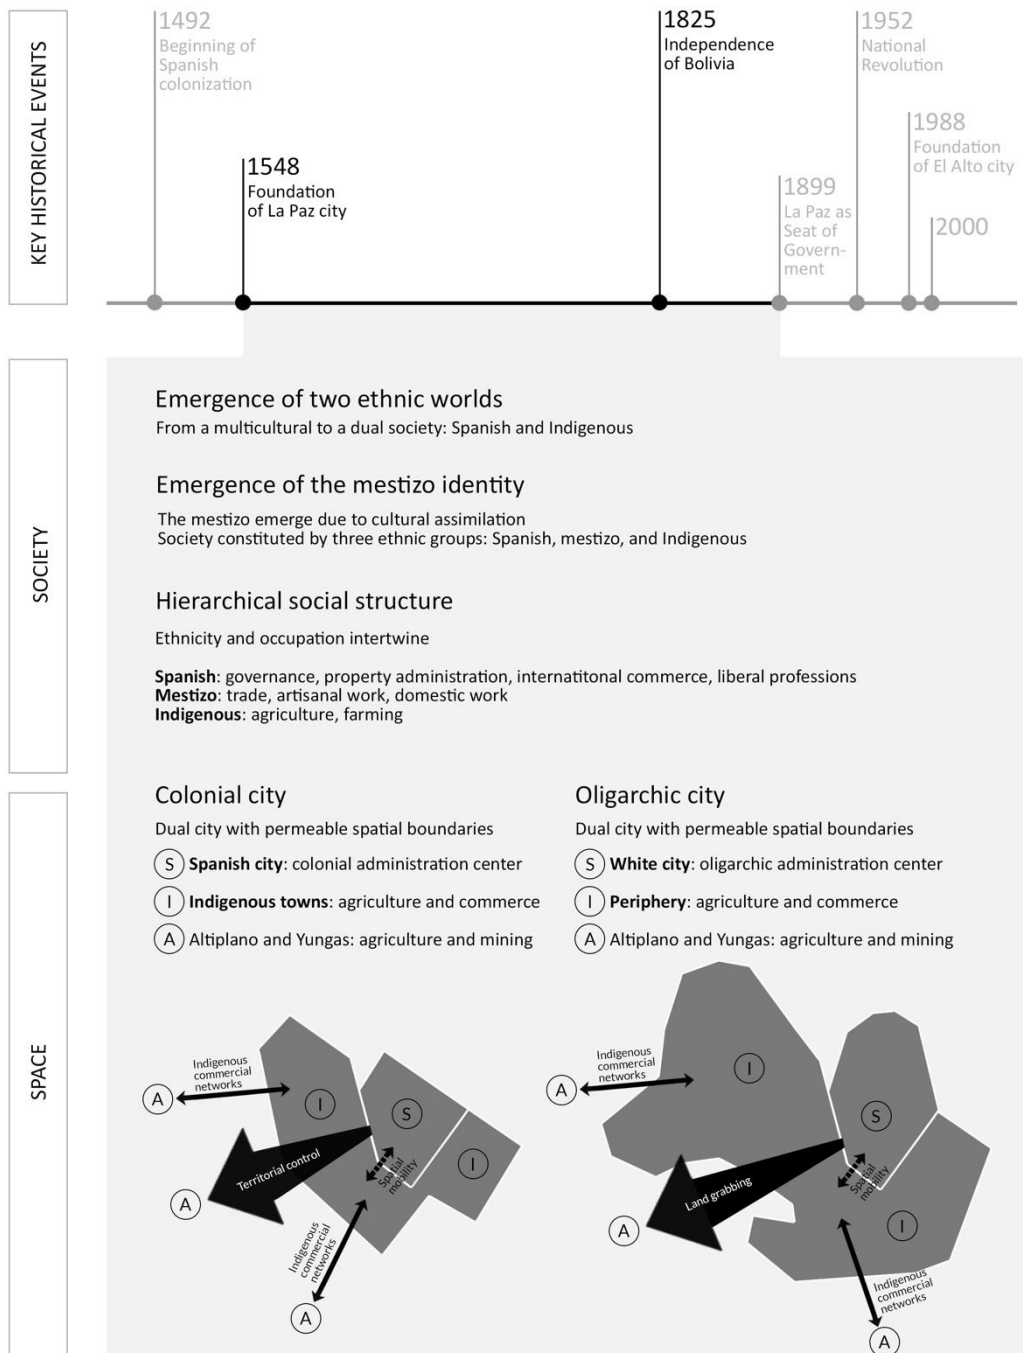 KEY HISTORICAL EVENTS
1492
Beginning of
Spanish
colonization
1548
Foundation
of La Paz city
1825
Independence
of Bolivia
1899
La Paz as
Seat of
Govern-
ment
1952
National
Revolution
1988
Foundation
of El Alto city
2000
SOCIETY
Emergence of two ethnic worlds
From a multicultural to a dual society: Spanish and Indigenous
Emergence of the mestizo identity
The mestizo emerge due to cultural assimilation
Society constituted by three ethnic groups: Spanish, mestizo, and Indigenous
Hierarchical social structure
Ethnicity and occupation intertwine
Spanish: governance, property administration, internatitonal commerce, liberal professions
Mestizo: trade, artisanal work, domestic work
Indigenous: agriculture, farming
SPACE
Colonial city
Dual city with permeable spatial boundaries
S Spanish city: colonial administration center
I Indigenous towns: agriculture and commerce
A Altiplano and Yungas: agriculture and mining
Indigenous
commercial
networks
A
I
S
I
Territorial control
Spatial
mobility
A
Indigenous
commercial
networks
A
Oligarchic city
Dual city with permeable spatial boundaries
S White city: oligarchic administration center
I Periphery: agriculture and commerce
A Altiplano and Yungas: agriculture and mining
Indigenous
commercial
networks
A
I
S
Land grabbing
Spatial
mobility
A
I
Indigenous
commercial
networks
A